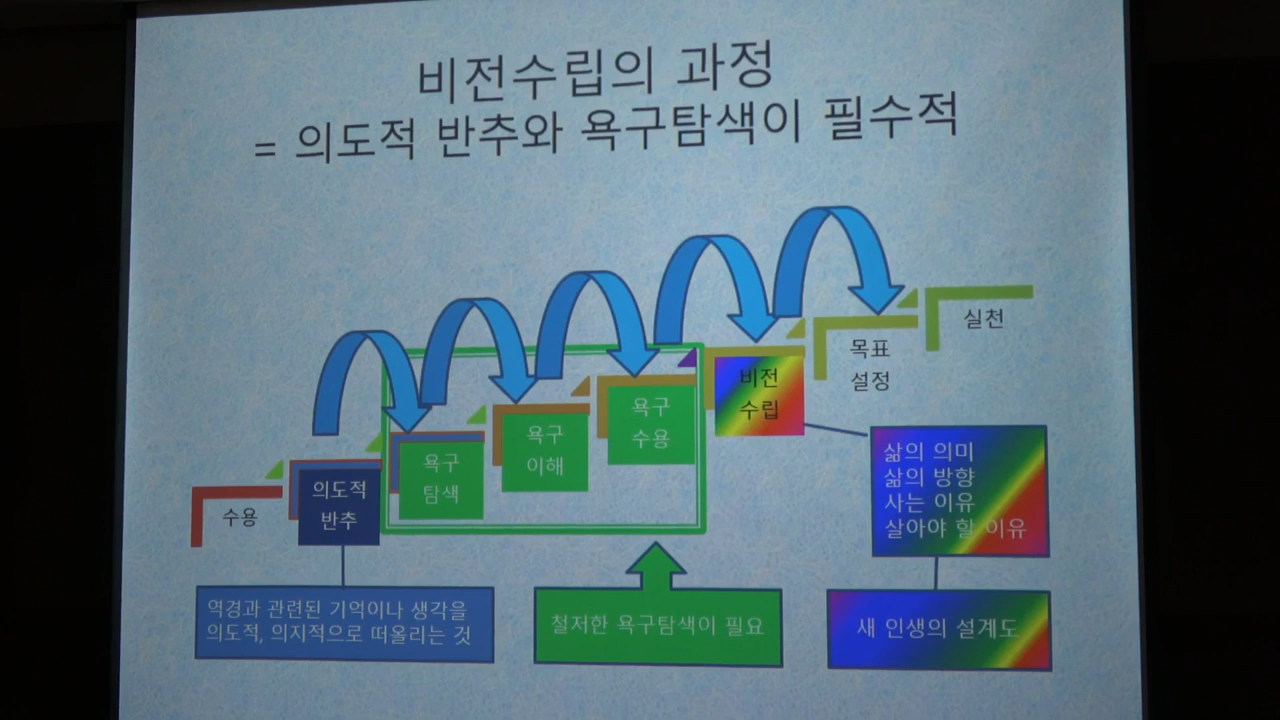 비전수립의 과정
= 의도적 반추와 욕구탐색이 필수적
수용
의도적
반추
욕구
탐색
욕구
이해
욕구
수용
비전
수립
목표
설정
실천
역경과 관련된 기억이나 생각을
의도적, 의지적으로 떠올리는 것
철저한 욕구탐색이 필요
삶의 의미
삶의 방향
사는 이유
살아야 할 이유
새 인생의 설계도